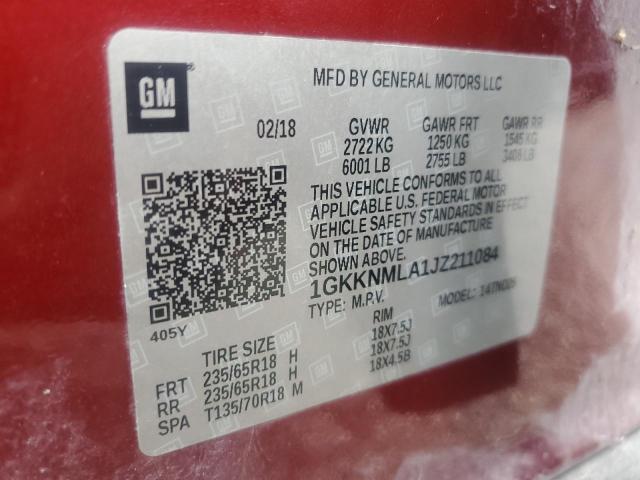 GM
MFD BY GENERAL MOTORS LLC
02/18 GVWR GAWR FRT GAWR RR
2722 KG 1250 KG 1545 KG
6001 LB 2755 LB 3406 LB
THIS VEHICLE CONFORMS TO ALL
APPLICABLE U.S. FEDERAL MOTOR
VEHICLE SAFETY STANDARDS IN EFFECT
ON THE DATE OF MANUFACTURE
SHOWN ABOVE.
1GKKNMLA1JZ211084
TYPE: M.P.V. MODEL:
405Y
TIRE SIZE RIM
FRT 235/65R18 H 18X7.5J
RR 235/65R18 H 18X7.5J
SPA T135/70R18 M 18X4.5B